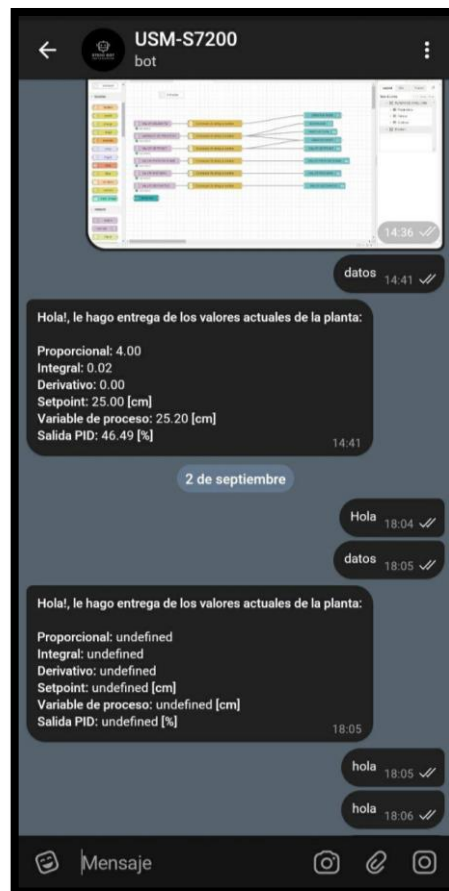 USM-S7200
bot
14:36
datos 14:41
Hola!, le hago entrega de los valores actuales de la planta:
Proporcional: 4.00
Integral: 0.02
Derivativo: 0.00
Setpoint: 25.00 [cm]
Variable de proceso: 25.20 [cm]
Salida PID: 46.49 [%]
14:41
2 de septiembre
Hola 18:04
datos 18:05
Hola!, le hago entrega de los valores actuales de la planta:
Proporcional: undefined
Integral: undefined
Derivativo: undefined
Setpoint: undefined [cm]
Variable de proceso: undefined [cm]
Salida PID: undefined [%]
18:05
hola 18:05
hola 18:06
Mensaje